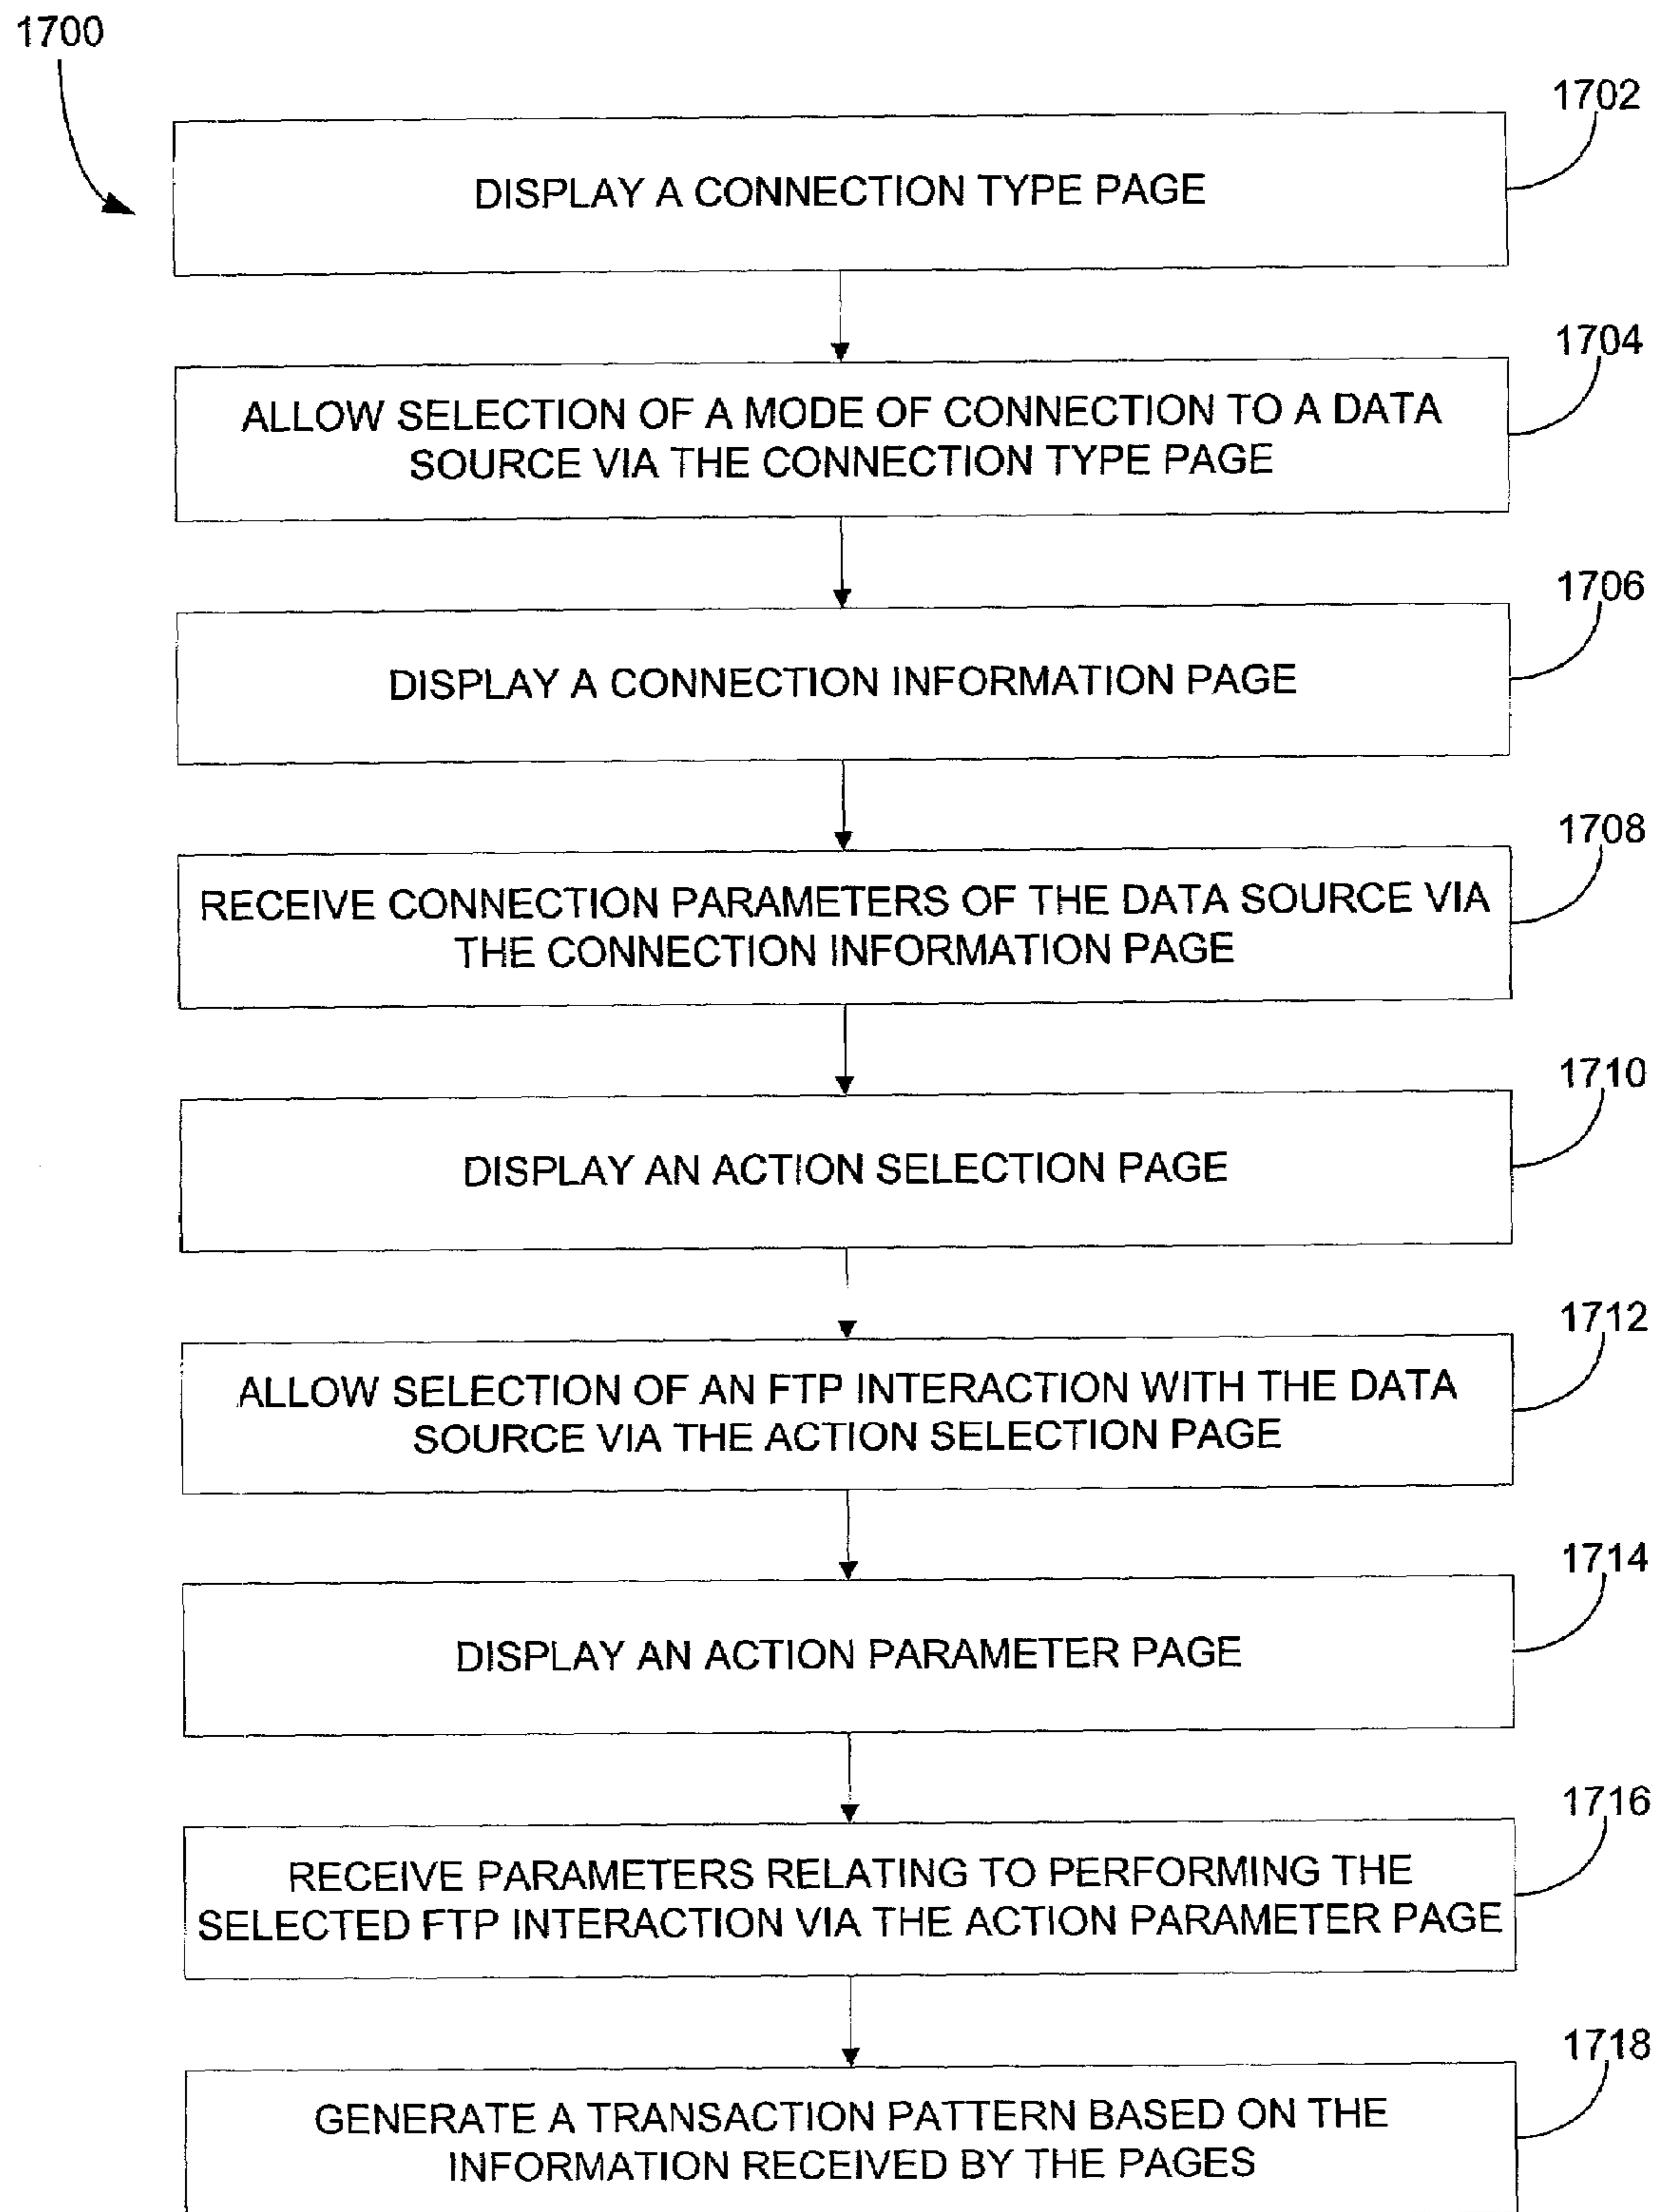 1700
1702
DISPLAY A CONNECTION TYPE PAGE
1704
ALLOW SELECTION OF A MODE OF CONNECTION TO A DATA
SOURCE VIA THE CONNECTION TYPE PAGE
1706
DISPLAY A CONNECTION INFORMATION PAGE
1708
RECEIVE CONNECTION PARAMETERS OF THE DATA SOURCE VIA
THE CONNECTION INFORMATION PAGE
1710
DISPLAY AN ACTION SELECTION PAGE
1712
ALLOW SELECTION OF AN FTP INTERACTION WITH THE DATA
SOURCE VIA THE ACTION SELECTION PAGE
1714
DISPLAY AN ACTION PARAMETER PAGE
1716
RECEIVE PARAMETERS RELATING TO PERFORMING THE
SELECTED FTP INTERACTION VIA THE ACTION PARAMETER PAGE
1718
GENERATE A TRANSACTION PATTERN BASED ON THE
INFORMATION RECEIVED BY THE PAGES